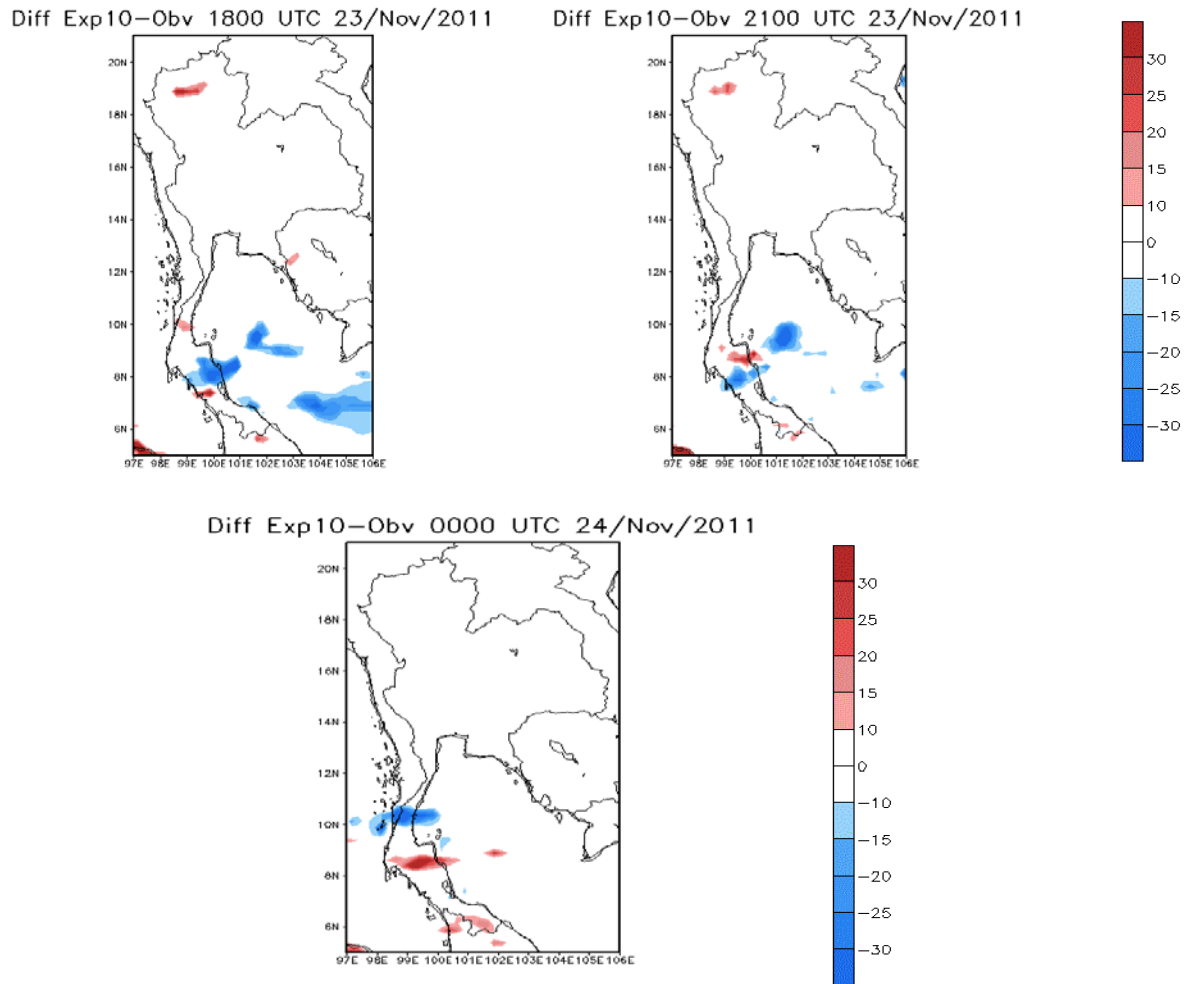 Diff Exp10-Obv 1800 UTC 23/Nov/2011
20N
18N
16N
14N
12N
10N
8N
6N
97E 98E 99E 100E 101E 102E 103E 104E 105E 106E
Diff Exp10-Obv 2100 UTC 23/Nov/2011
20N
18N
16N
14N
12N
10N
8N
6N
97E 98E 99E 100E 101E 102E 103E 104E 105E 106E
30
25
20
15
10
0
-10
-15
-20
-25
-30
Diff Exp10-Obv 0000 UTC 24/Nov/2011
20N
18N
16N
14N
12N
10N
8N
6N
97E 98E 99E 100E 101E 102E 103E 104E 105E 106E
30
25
20
15
10
0
-10
-15
-20
-25
-30